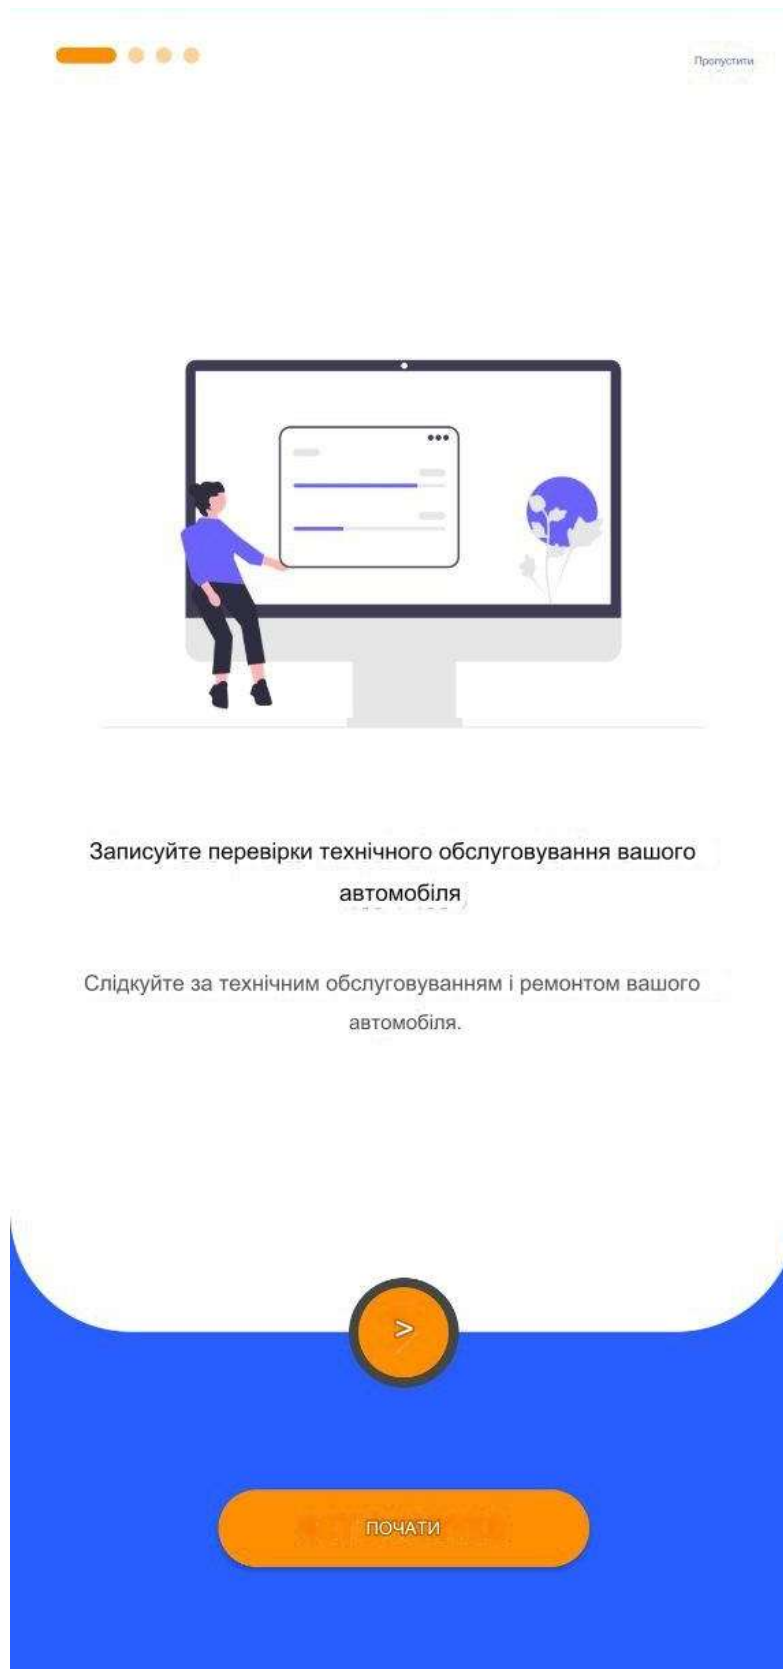 Пропустити
Записуйте перевірки технічного обслуговування вашого
автомобіля
Слідкуйте за технічним обслуговуванням і ремонтом вашого
автомобіля.
>
ПОЧАТИ